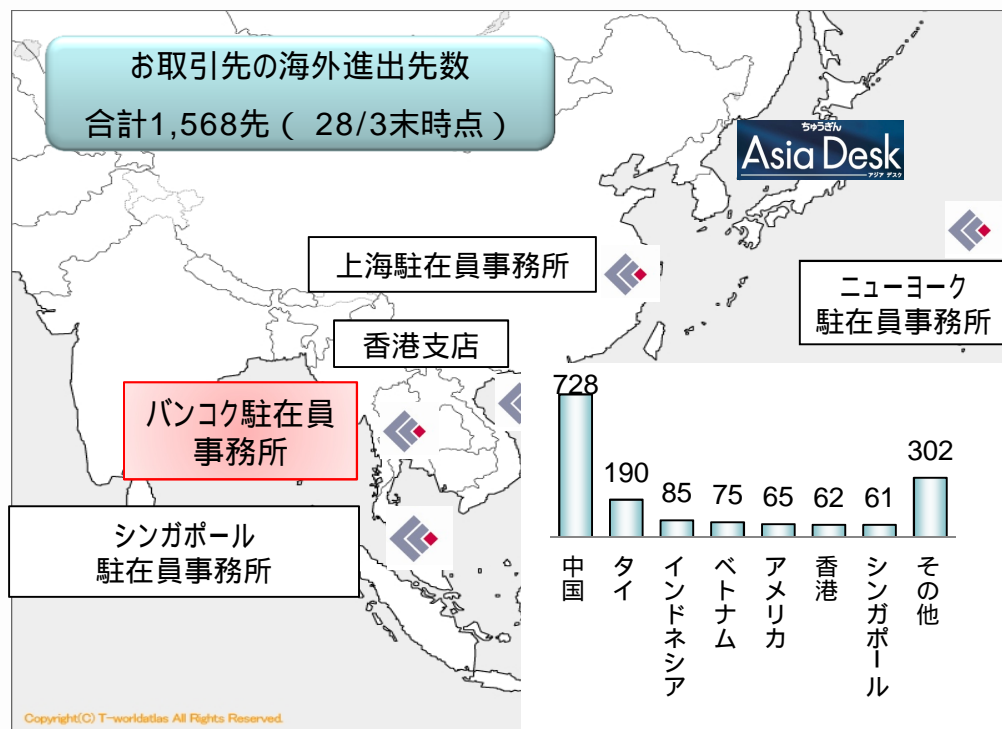 お取引先の海外進出先数
合計1,568先（ 28/3末時点）
ちゅうぎん
Asia Desk
アジア デスク
上海駐在員事務所
ニューヨーク
駐在員事務所
香港支店
バンコク駐在員
事務所
シンガポール
駐在員事務所
728
190
85
75
65
62
61
302
中国
タイ
インドネシア
ベトナム
アメリカ
香港
シンガポール
その他
Copyright(C) T-worldatlas All Rights Reserved.